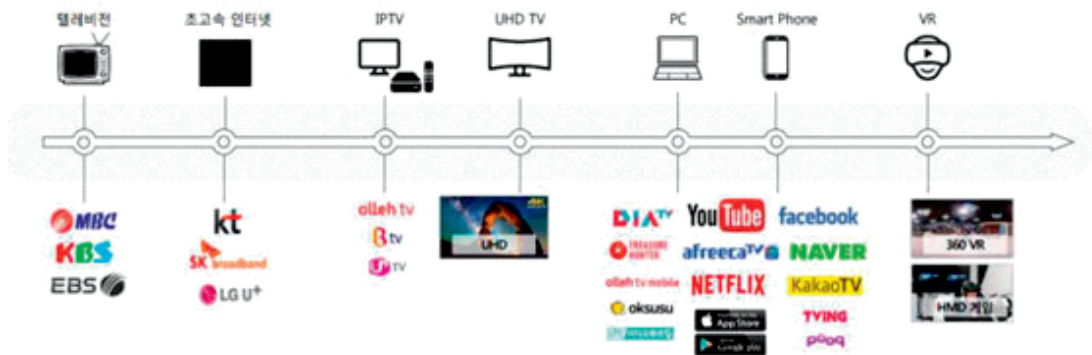 텔레비전
초고속 인터넷
IPTV
UHD TV
PC
Smart Phone
VR
MBC
KBS
EBS
kt
SK broadband
LG U+
olleh tv
B tv
U+ TV
4K
UHD
DIA TV
TREASURE HUNTER
olleh tv mobile
oksusu
YouTube
afreecaTV
NETFLIX
App Store
Google play
facebook
NAVER
KakaoTV
TVING
pooq
360 VR
HMD 게임